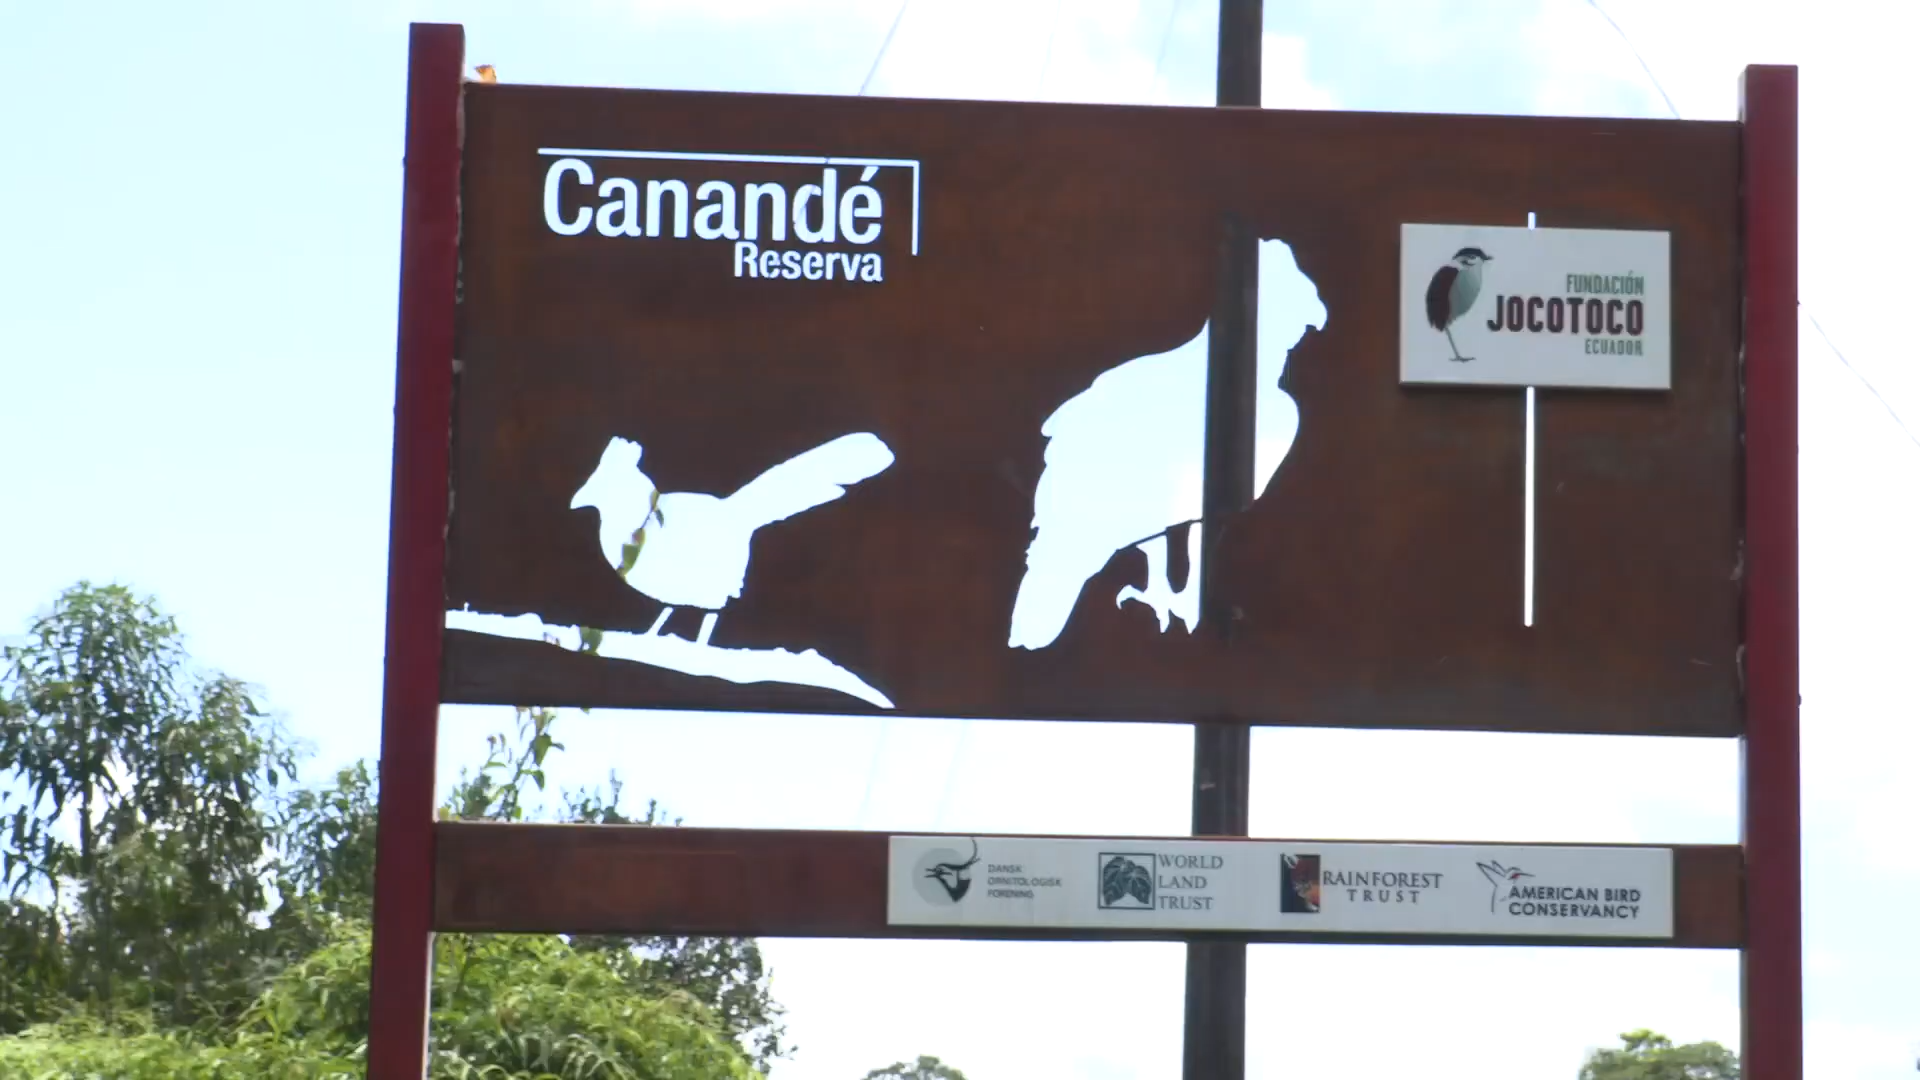 Canandé
Reserva
FUNDACIÓN
JOCOTOCO
ECUADOR
DANSK
ORNITOLOGISK
FORENING
WORLD
LAND
TRUST
RAINFOREST
TRUST
AMERICAN BIRD
CONSERVANCY